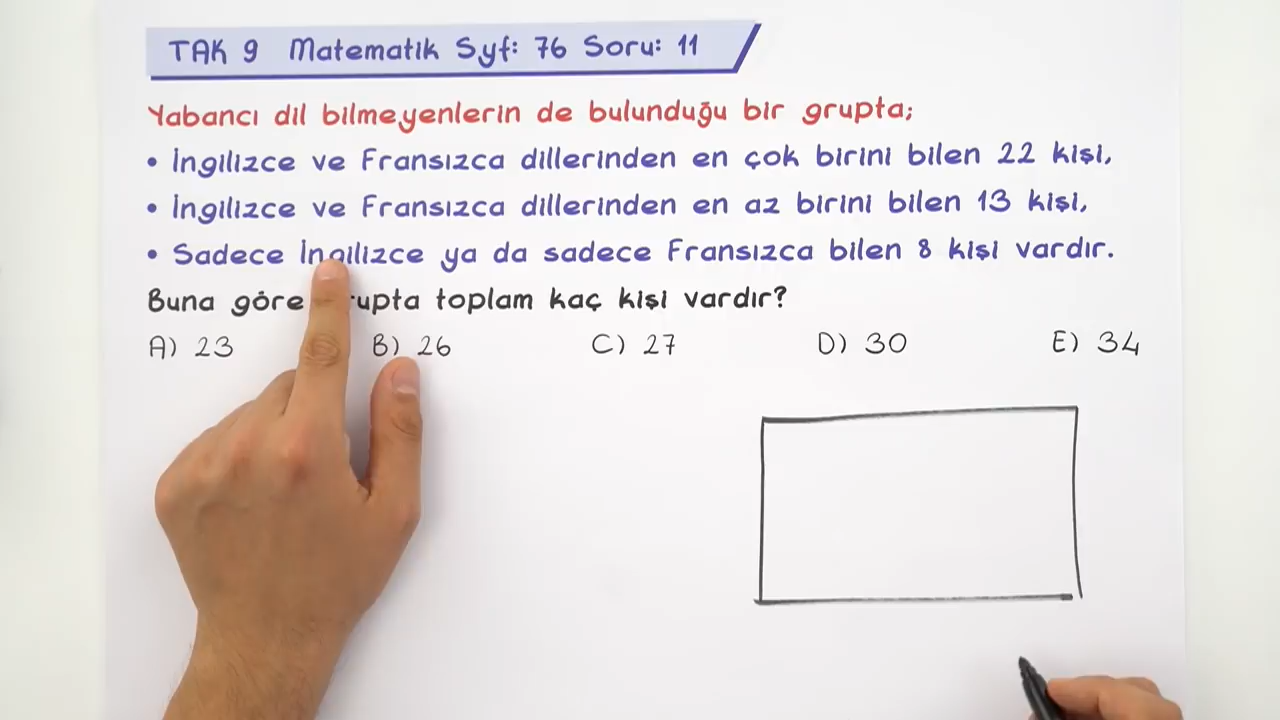 TAK 9 Matematik Syf: 76 Soru: 11
Yabancı dil bilmeyenlerin de bulunduğu bir grupta;
• İngilizce ve Fransızca dillerinden en çok birini bilen 22 kişi,
• İngilizce ve Fransızca dillerinden en az birini bilen 13 kişi,
• Sadece İngilizce ya da sadece Fransızca bilen 8 kişi vardır.
Buna göre toplam kaç kişi vardır?
A) 23 B) 26 C) 27 D) 30 E) 34